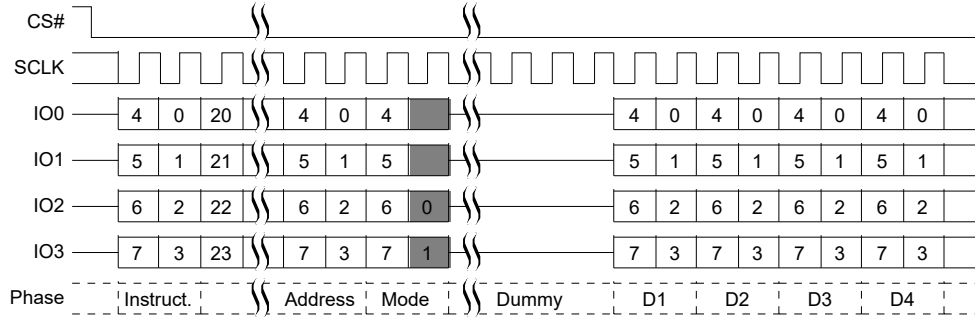 CS#
SCLK
IO0 4 0 20 4 0 4 4 0 4 0 4 0 4 0
IO1 5 1 21 5 1 5 5 1 5 1 5 1 5 1
IO2 6 2 22 6 2 6 0 6 2 6 2 6 2 6 2
IO3 7 3 23 7 3 7 1 7 3 7 3 7 3 7 3
Phase Instruct. Address Mode Dummy D1 D2 D3 D4